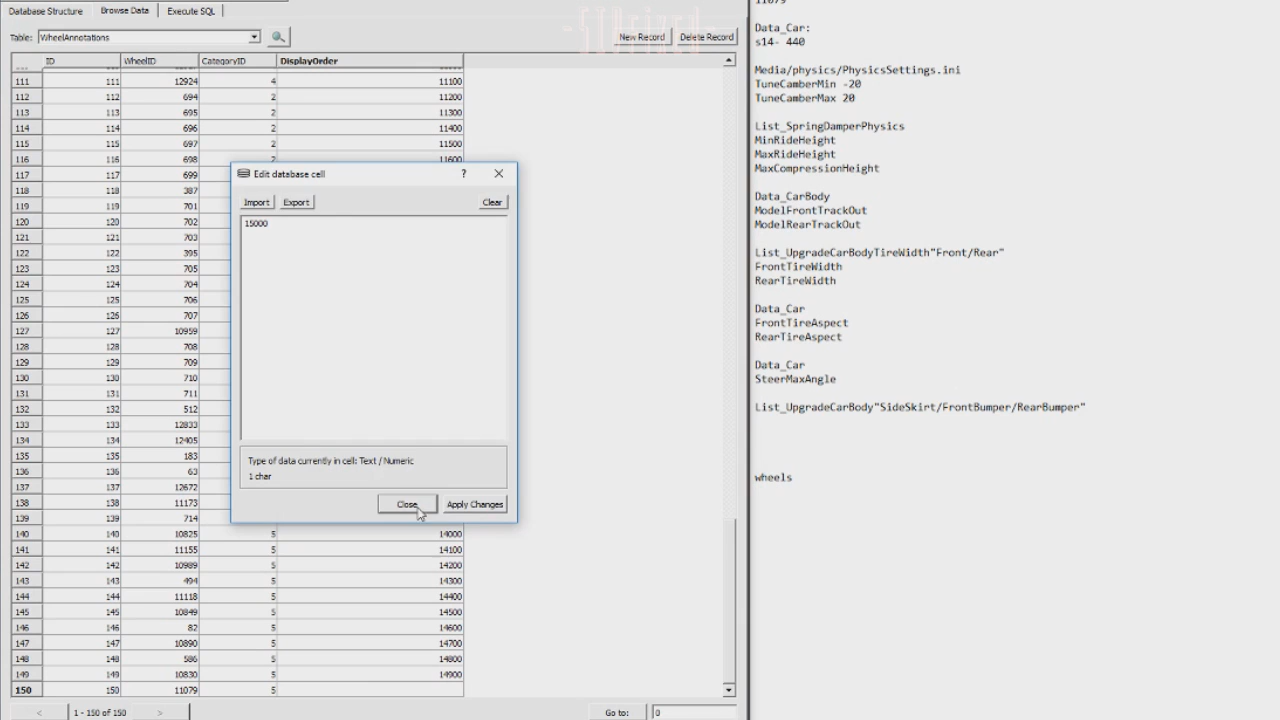 Database Structure Browse Data Execute SQL
Table: WheelAnnotations New Record Delete Record
ID WheelID CategoryID DisplayOrder
111 111 12924 4 11100
112 112 694 2 11200
113 113 695 2 11300
114 114 696 2 11400
115 115 697 2 11500
116 116 698 2 11600
117 117 699
118 118 387
119 119 701
120 120 702
121 121 703
122 122 395
123 123 705
124 124 704
125 125 706
126 126 707
127 127 10959
128 128 708
129 129 709
130 130 710
131 131 711
132 132 512
133 133 12833
134 134 12405
135 135 183
136 136 63
137 137 12672
138 138 11173
139 139 714
140 140 10825 5 14000
141 141 11155 5 14100
142 142 10989 5 14200
143 143 494 5 14300
144 144 11118 5 14400
145 145 10849 5 14500
146 146 82 5 14600
147 147 10890 5 14700
148 148 586 5 14800
149 149 10830 5 14900
150 150 11079 5
< 1 - 150 of 150 > Go to: 0
Edit database cell ?
Import Export Clear
15000
Type of data currently in cell: Text / Numeric
1 char
Close Apply Changes
11079
Data_Car:
s14- 440
Media/physics/PhysicsSettings.ini
TuneCamberMin -20
TuneCamberMax 20
List_SpringDamperPhysics
MinRideHeight
MaxRideHeight
MaxCompressionHeight
Data_CarBody
ModelFrontTrackOut
ModelRearTrackOut
List_UpgradeCarBodyTireWidth"Front/Rear"
FrontTireWidth
RearTireWidth
Data_Car
FrontTireAspect
RearTireAspect
Data_Car
SteerMaxAngle
List_UpgradeCarBody"SideSkirt/FrontBumper/RearBumper"
wheels